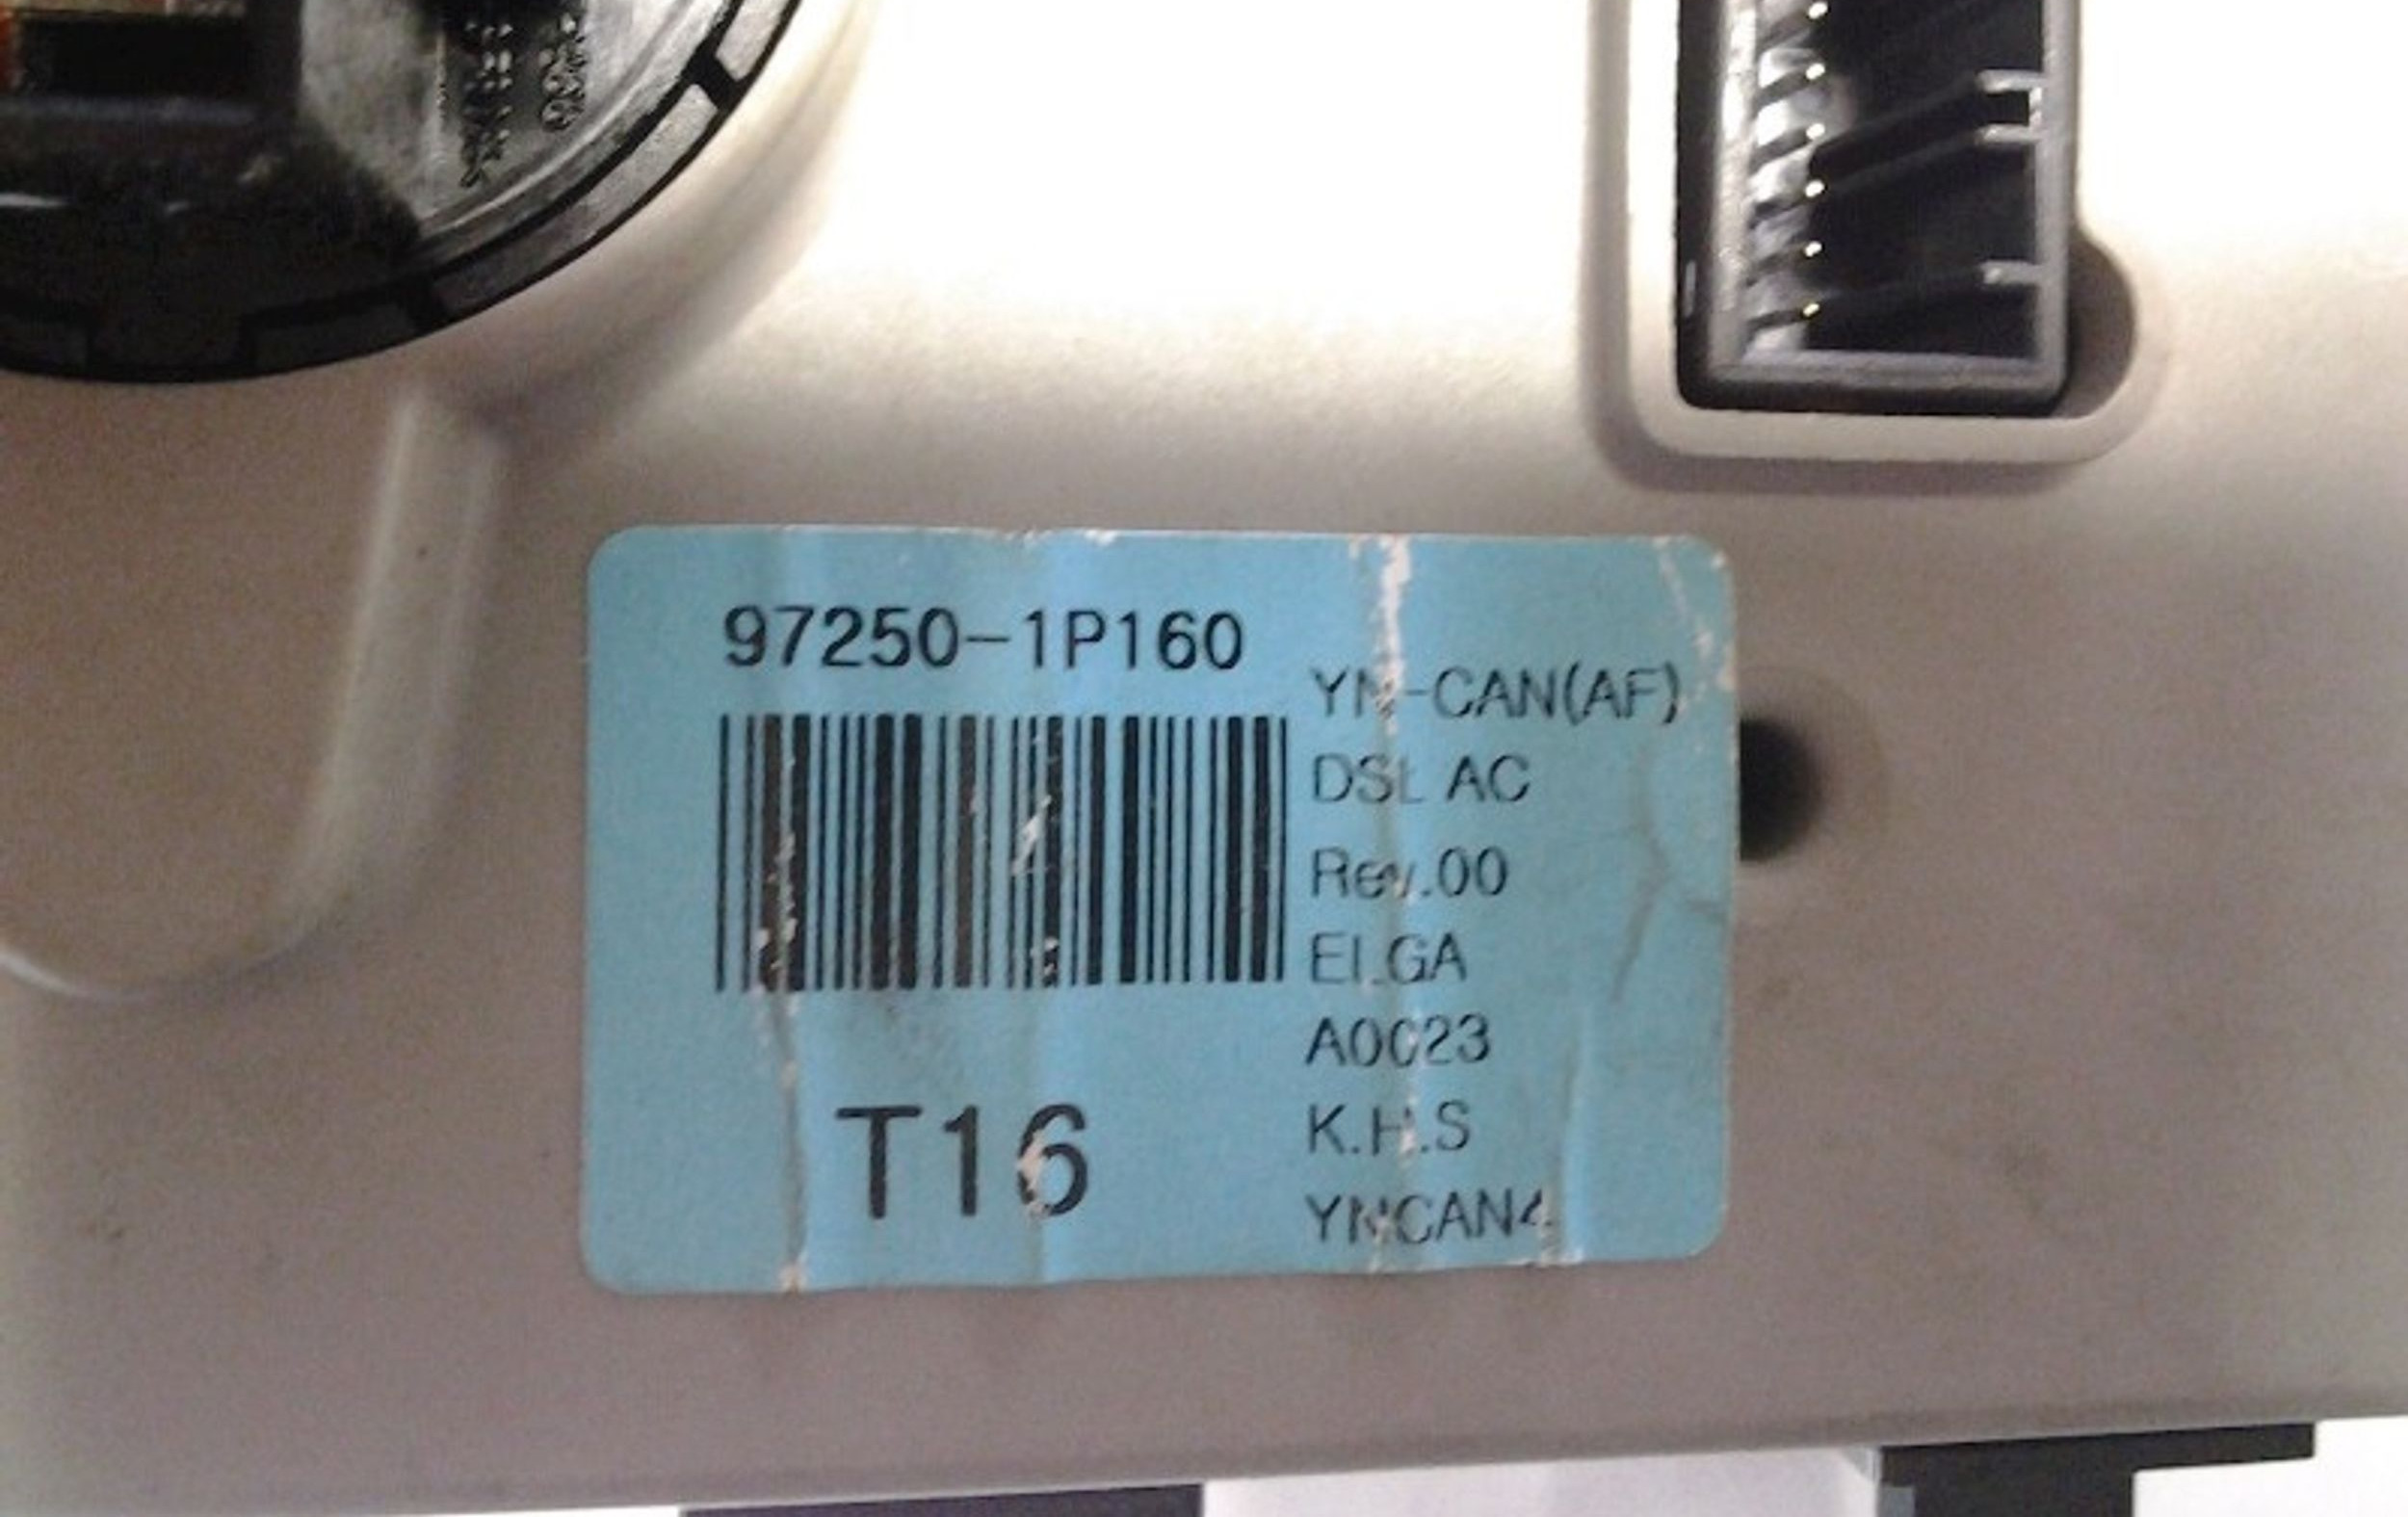 97250-1P160
YN-CAN(AF)
DSL AC
Rev.00
ELGA
A0023
K.H.S
T16
YNCAN4